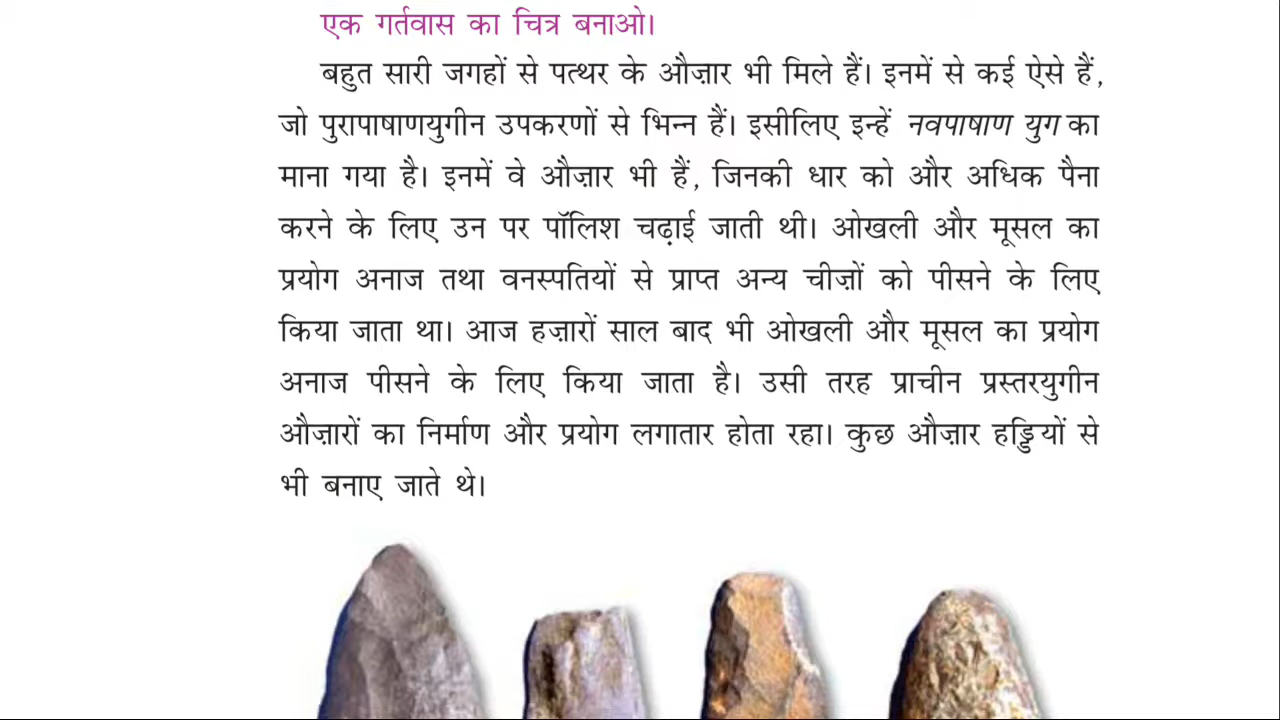 एक गर्तवास का चित्र बनाओ।
बहुत सारी जगहों से पत्थर के औज़ार भी मिले हैं। इनमें से कई ऐसे हैं,
जो पुरापाषाणयुगीन उपकरणों से भिन्न हैं। इसीलिए इन्हें नवपाषाण युग का
माना गया है। इनमें वे औज़ार भी हैं, जिनकी धार को और अधिक पैना
करने के लिए उन पर पॉलिश चढ़ाई जाती थी। ओखली और मूसल का
प्रयोग अनाज तथा वनस्पतियों से प्राप्त अन्य चीज़ों को पीसने के लिए
किया जाता था। आज हज़ारों साल बाद भी ओखली और मूसल का प्रयोग
अनाज पीसने के लिए किया जाता है। उसी तरह प्राचीन प्रस्तरयुगीन
औज़ारों का निर्माण और प्रयोग लगातार होता रहा। कुछ औज़ार हड्डियों से
भी बनाए जाते थे।